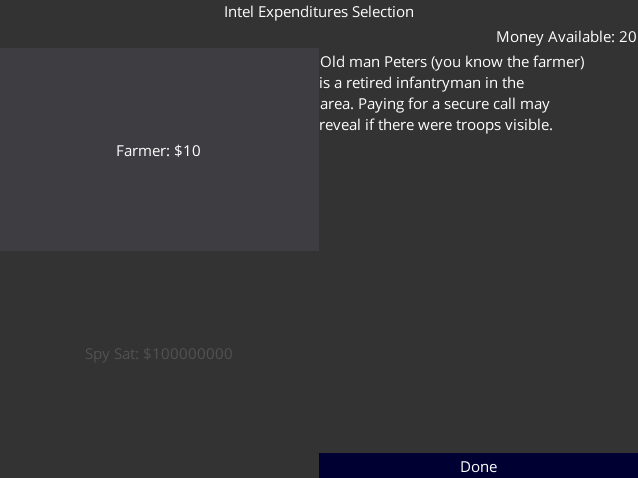 Intel Expenditures Selection
Money Available: 20
Old man Peters (you know the farmer)
is a retired infantryman in the
area. Paying for a secure call may
reveal if there were troops visible.
Farmer: $10
Spy Sat: $100000000
Done